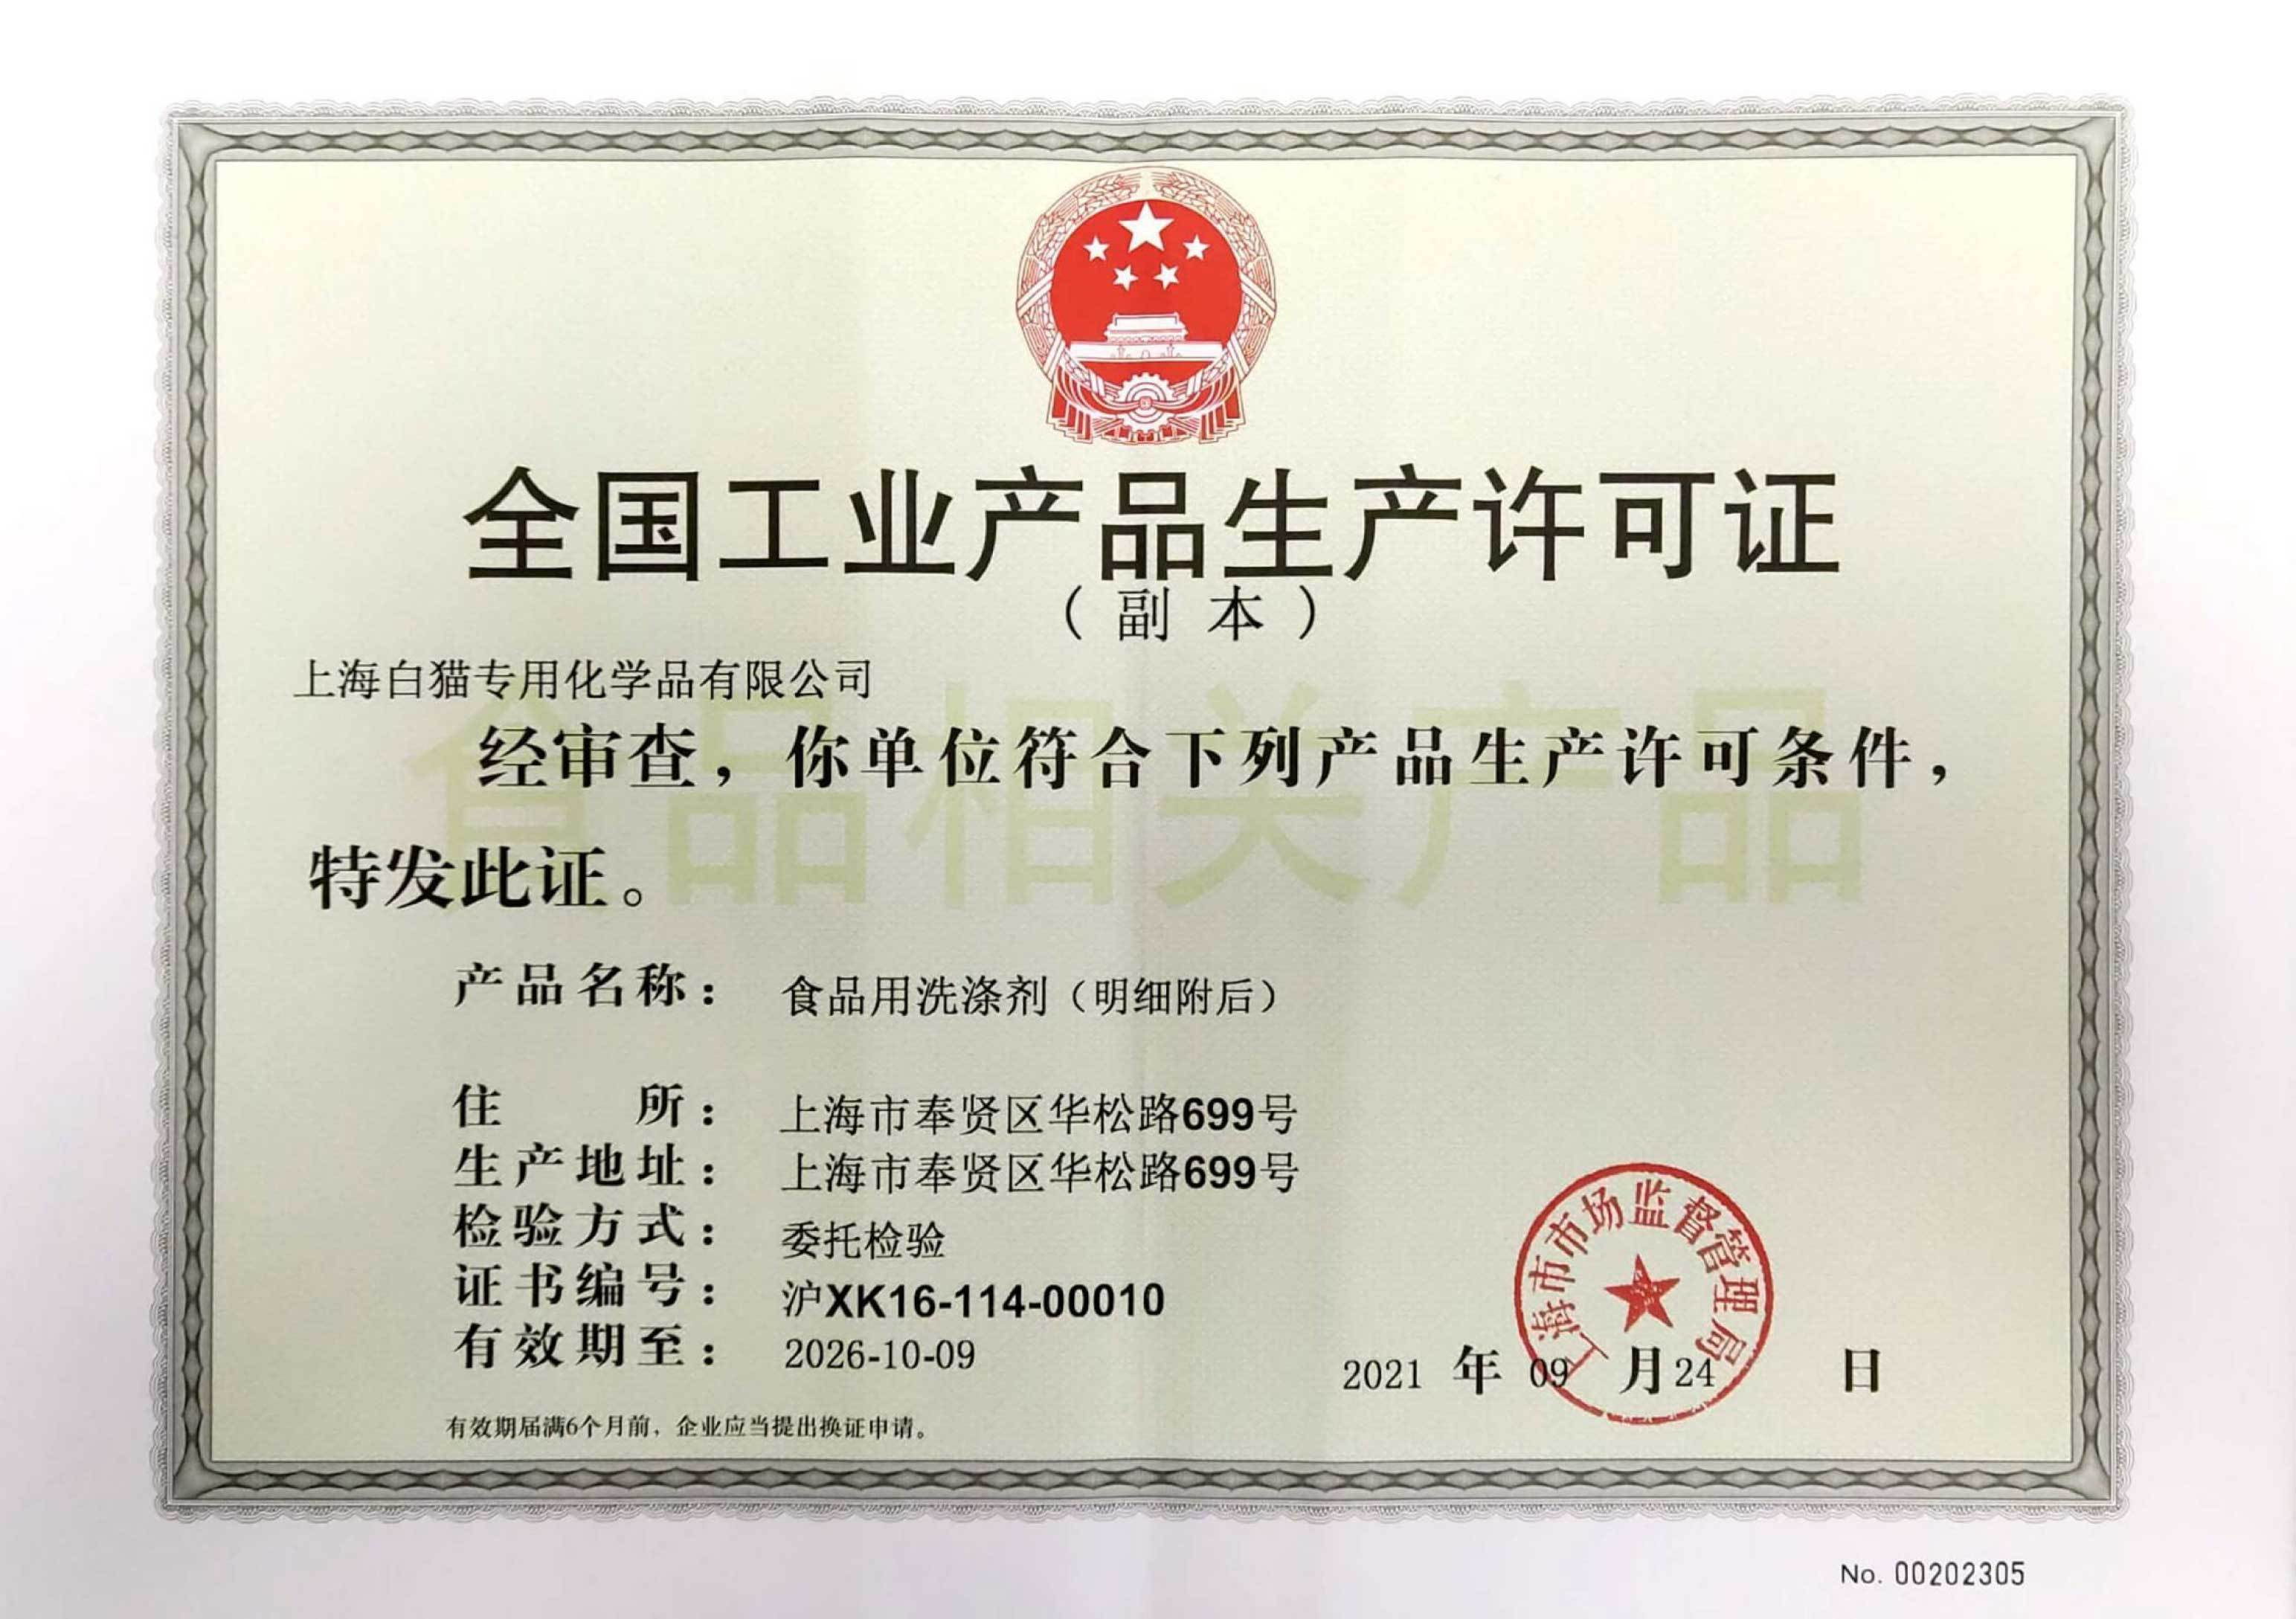 全国工业产品生产许可证
（副本）
上海白猫专用化学品有限公司
食品相关产品
经审查，你单位符合下列产品生产许可条件，
特发此证。
产品名称： 食品用洗涤剂（明细附后）
住所： 上海市奉贤区华松路699号
生产地址： 上海市奉贤区华松路699号
检验方式： 委托检验
证书编号： 沪XK16-114-00010
有效期至： 2026-10-09
上海市市场监督管理局
2021 年 09 月 24 日
有效期届满6个月前，企业应当提出换证申请。
No. 00202305